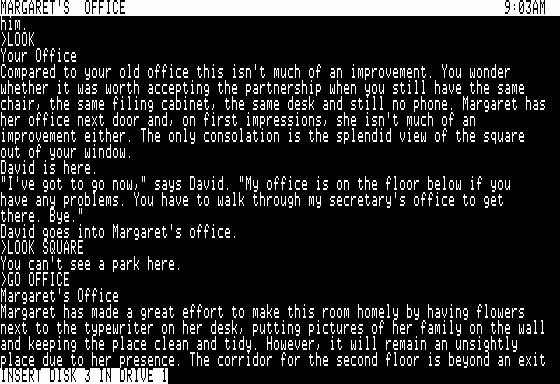 MARGARET'S OFFICE 9:03AM
him.
>LOOK
Your Office
Compared to your old office this isn't much of an improvement. You wonder
whether it was worth accepting the partnership when you still have the same
chair, the same filing cabinet, the same desk and still no phone. Margaret has
her office next door and, on first impressions, she isn't much of an
improvement either. The only consolation is the splendid view of the square
out of your window.
David is here.
"I've got to go now," says David. "My office is on the floor below if you
have any problems. You have to walk through my secretary's office to get
there. Bye."
David goes into Margaret's office.
>LOOK SQUARE
You can't see a park here.
>GO OFFICE
Margaret's Office
Margaret has made a great effort to make this room homely by having flowers
next to the typewriter on her desk, putting pictures of her family on the wall
and keeping the place clean and tidy. However, it will remain an unsightly
place due to her presence. The corridor for the second floor is beyond an exit
INSERT DISK 3 IN DRIVE 1